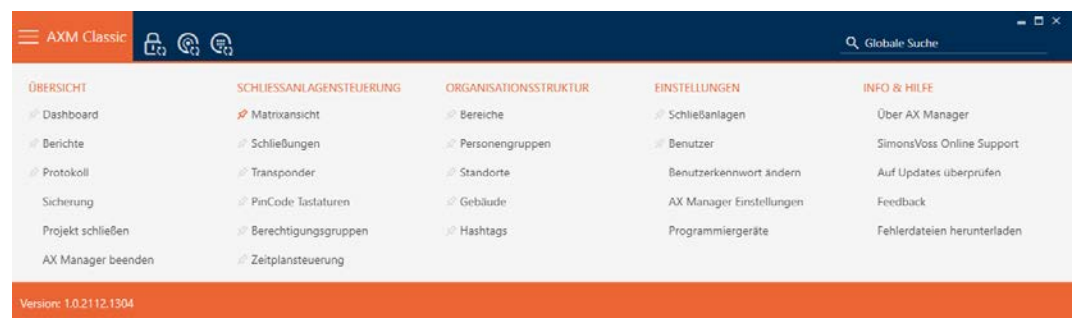 AXM Classic
Globale Suche
ÜBERSICHT
Dashboard
Berichte
Protokoll
Sicherung
Projekt schließen
AX Manager beenden
SCHLIESSANLAGENSTEUERUNG
Matrixansicht
Schließungen
Transponder
PinCode Tastaturen
Berechtigungsgruppen
Zeitplansteuerung
ORGANISATIONSSTRUKTUR
Bereiche
Personengruppen
Standorte
Gebäude
Hashtags
EINSTELLUNGEN
Schließanlagen
Benutzer
Benutzerkennwort ändern
AX Manager Einstellungen
Programmiergeräte
INFO & HILFE
Über AX Manager
SimonsVoss Online Support
Auf Updates überprüfen
Feedback
Fehlerdateien herunterladen
Version: 1.0.2112.1304